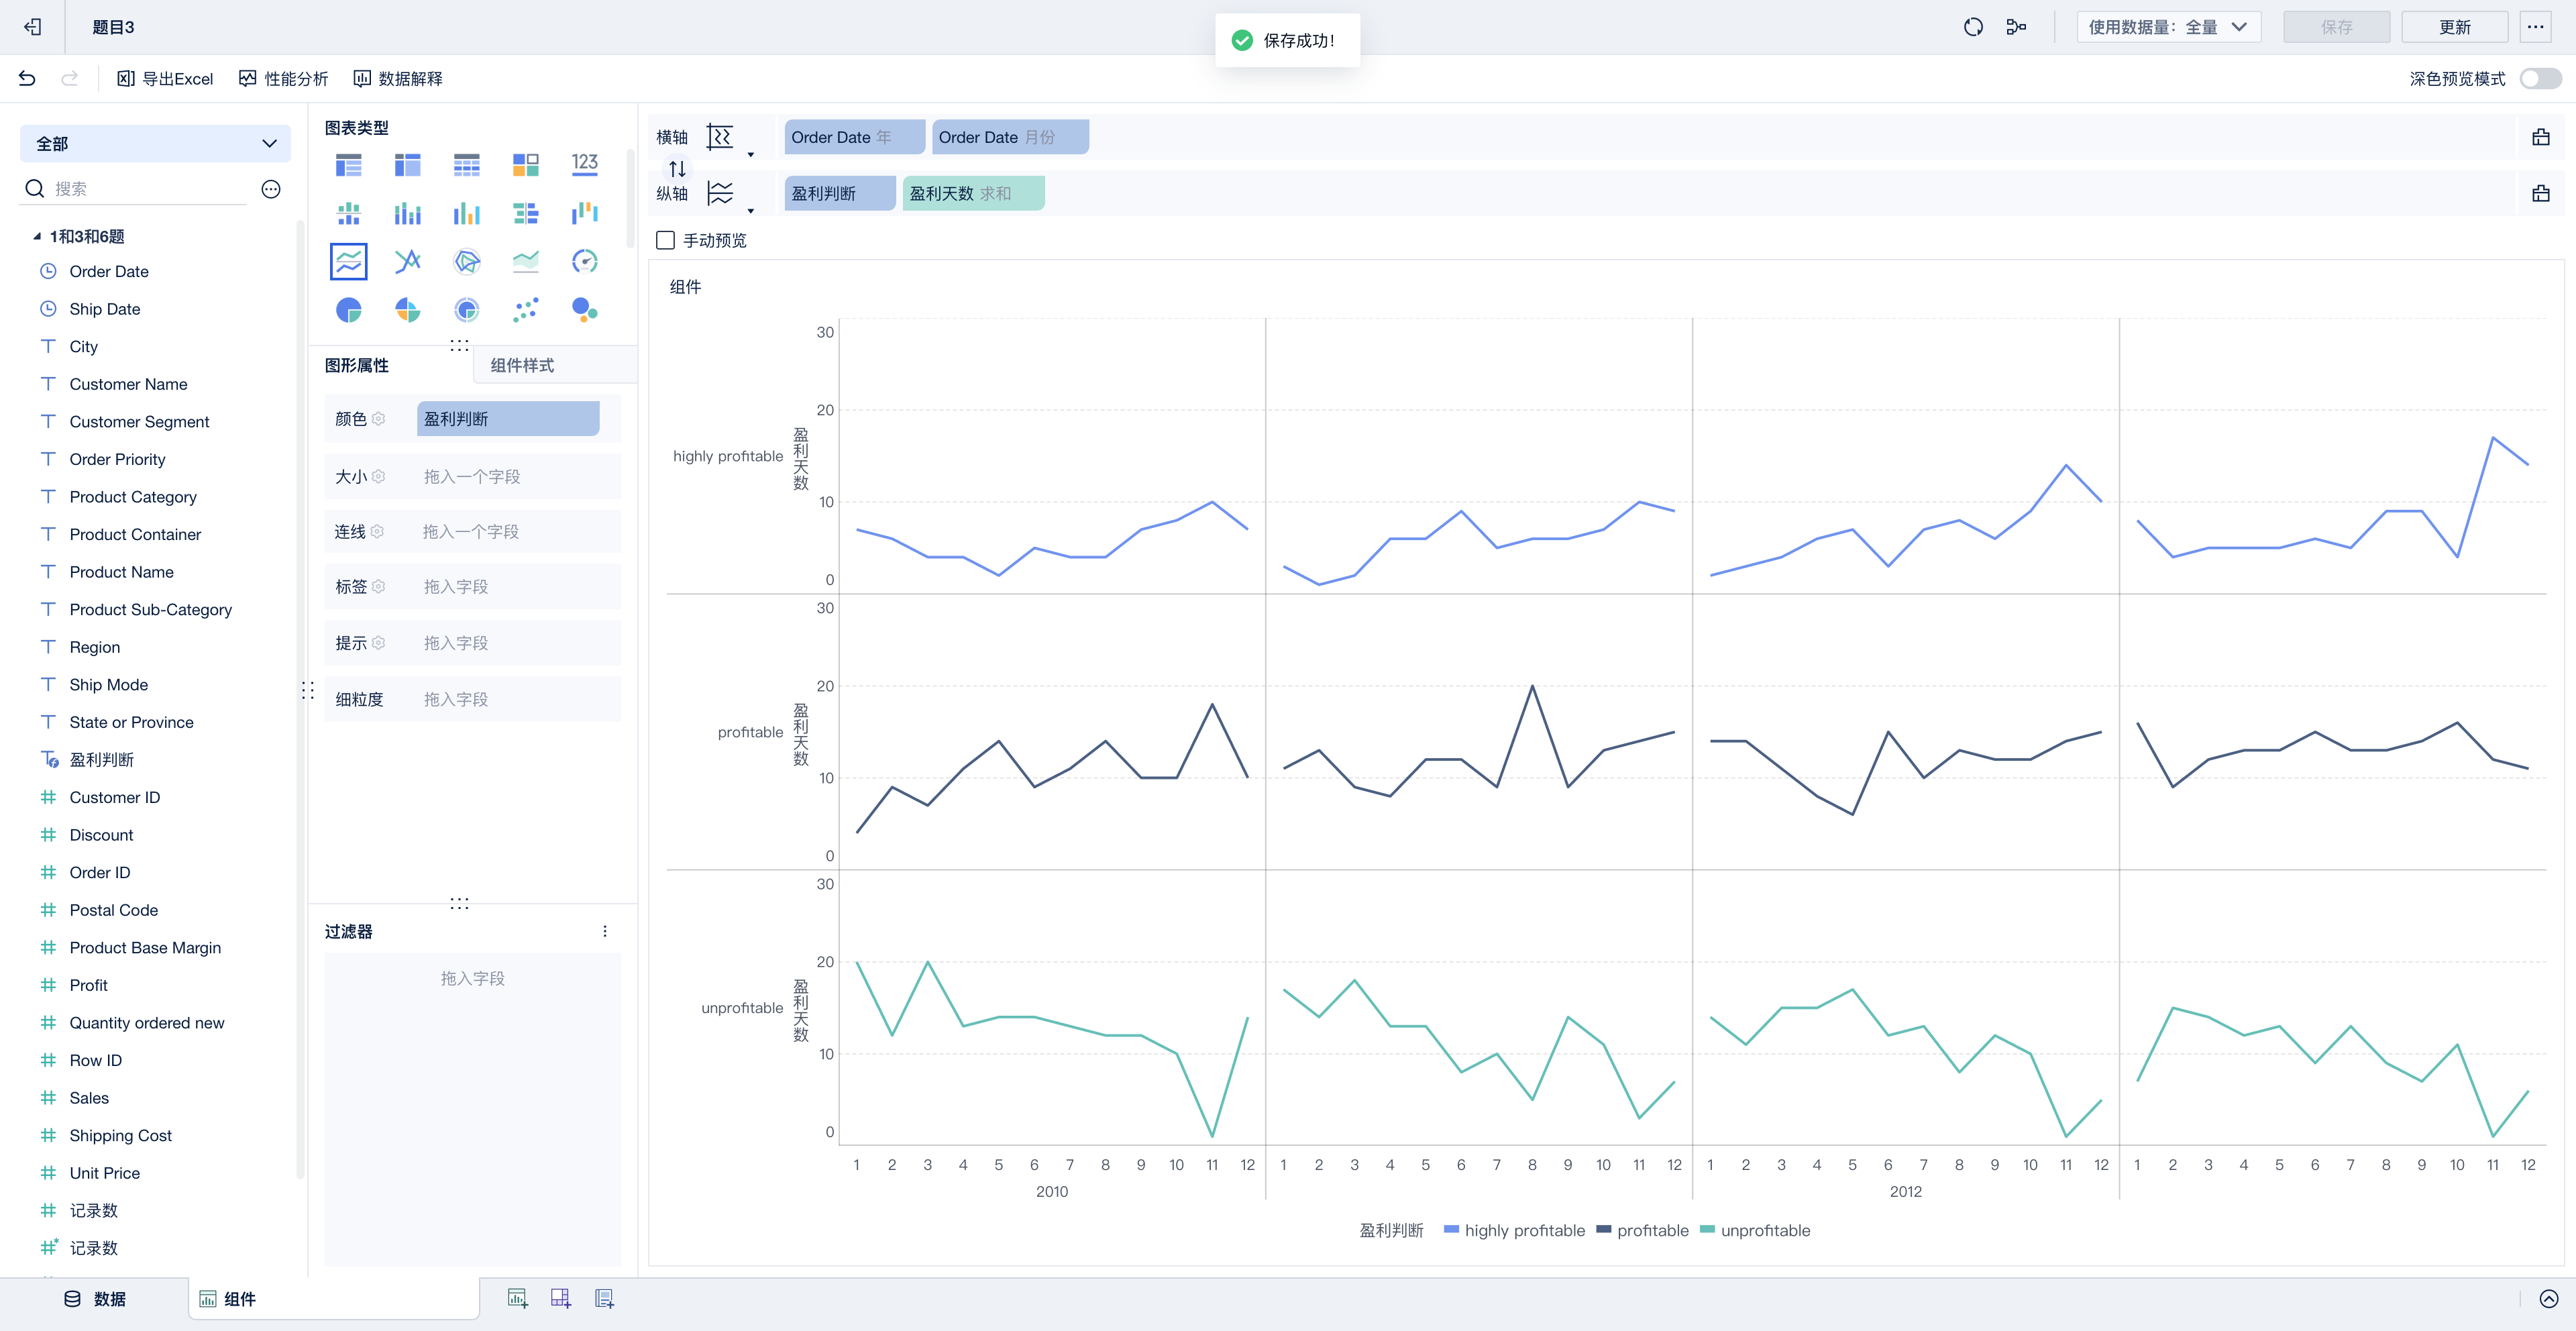 题目3
保存成功！
使用数据量：全量
保存
更新
导出Excel
性能分析
数据解释
深色预览模式
全部
搜索
1和3和6题
Order Date
Ship Date
City
Customer Name
Customer Segment
Order Priority
Product Category
Product Container
Product Name
Product Sub-Category
Region
Ship Mode
State or Province
盈利判断
Customer ID
Discount
Order ID
Postal Code
Product Base Margin
Profit
Quantity ordered new
Row ID
Sales
Shipping Cost
Unit Price
记录数
记录数
图表类型
123
图形属性
组件样式
颜色 盈利判断
大小 拖入一个字段
连线 拖入一个字段
标签 拖入字段
提示 拖入字段
细粒度 拖入字段
过滤器
拖入字段
横轴 Order Date 年 Order Date 月份
纵轴 盈利判断 盈利天数 求和
手动预览
组件
highly profitable
盈利天数
30
20
10
0
profitable
盈利天数
30
20
10
0
unprofitable
盈利天数
30
20
10
0
1 2 3 4 5 6 7 8 9 10 11 12 1 2 3 4 5 6 7 8 9 10 11 12 1 2 3 4 5 6 7 8 9 10 11 12 1 2 3 4 5 6 7 8 9 10 11 12
2010 2012
盈利判断 highly profitable profitable unprofitable
数据
组件